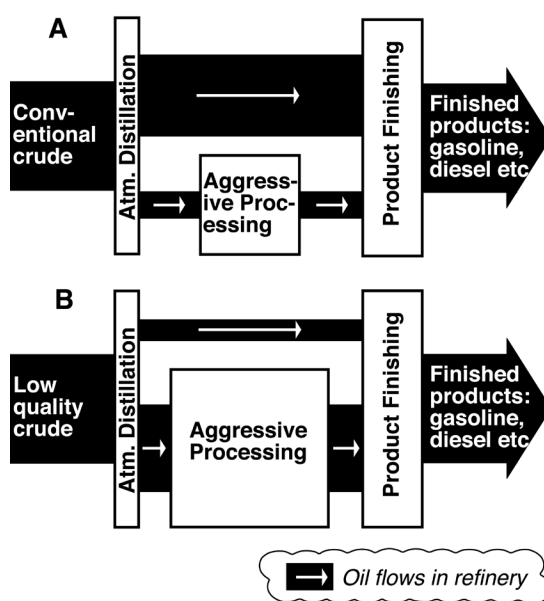 A
Conv-
entional
crude
Atm. Distillation
Aggress-
ive Proc-
essing
Product Finishing
Finished
products:
gasoline,
diesel etc
B
Low
quality
crude
Atm. Distillation
Aggressive
Processing
Product Finishing
Finished
products:
gasoline,
diesel etc
Oil flows in refinery